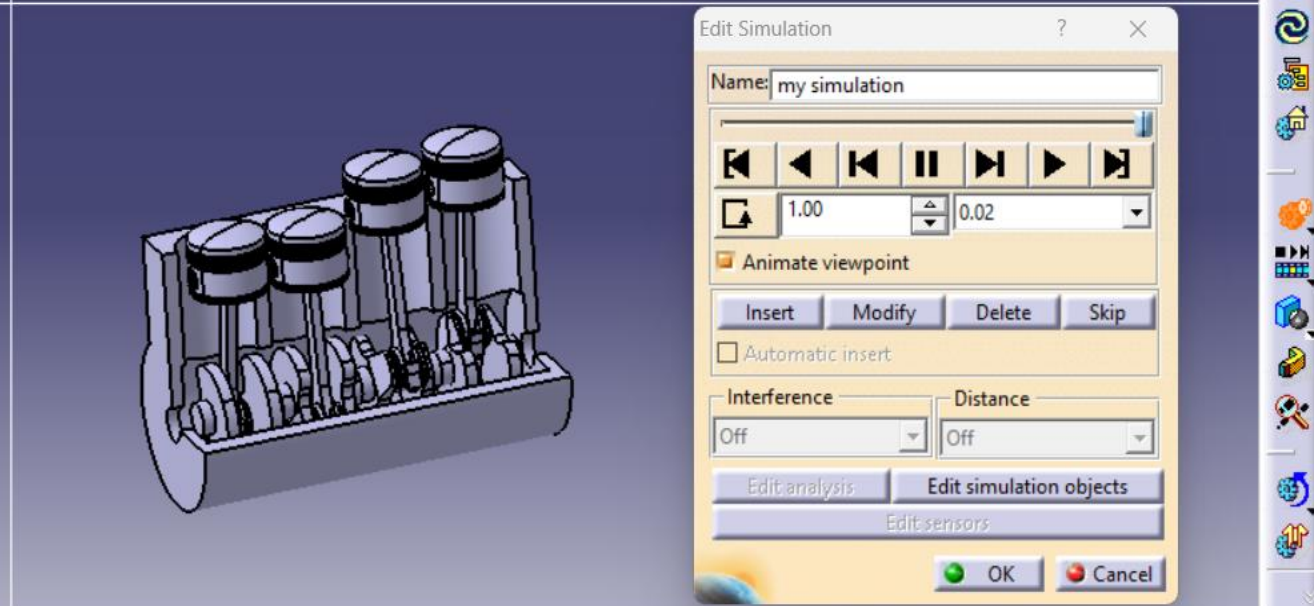 Edit Simulation ?
Name: my simulation
1.00 0.02
Animate viewpoint
Insert Modify Delete Skip
Automatic insert
Interference Distance
Off Off
Edit analysis Edit simulation objects
Edit sensors
OK Cancel